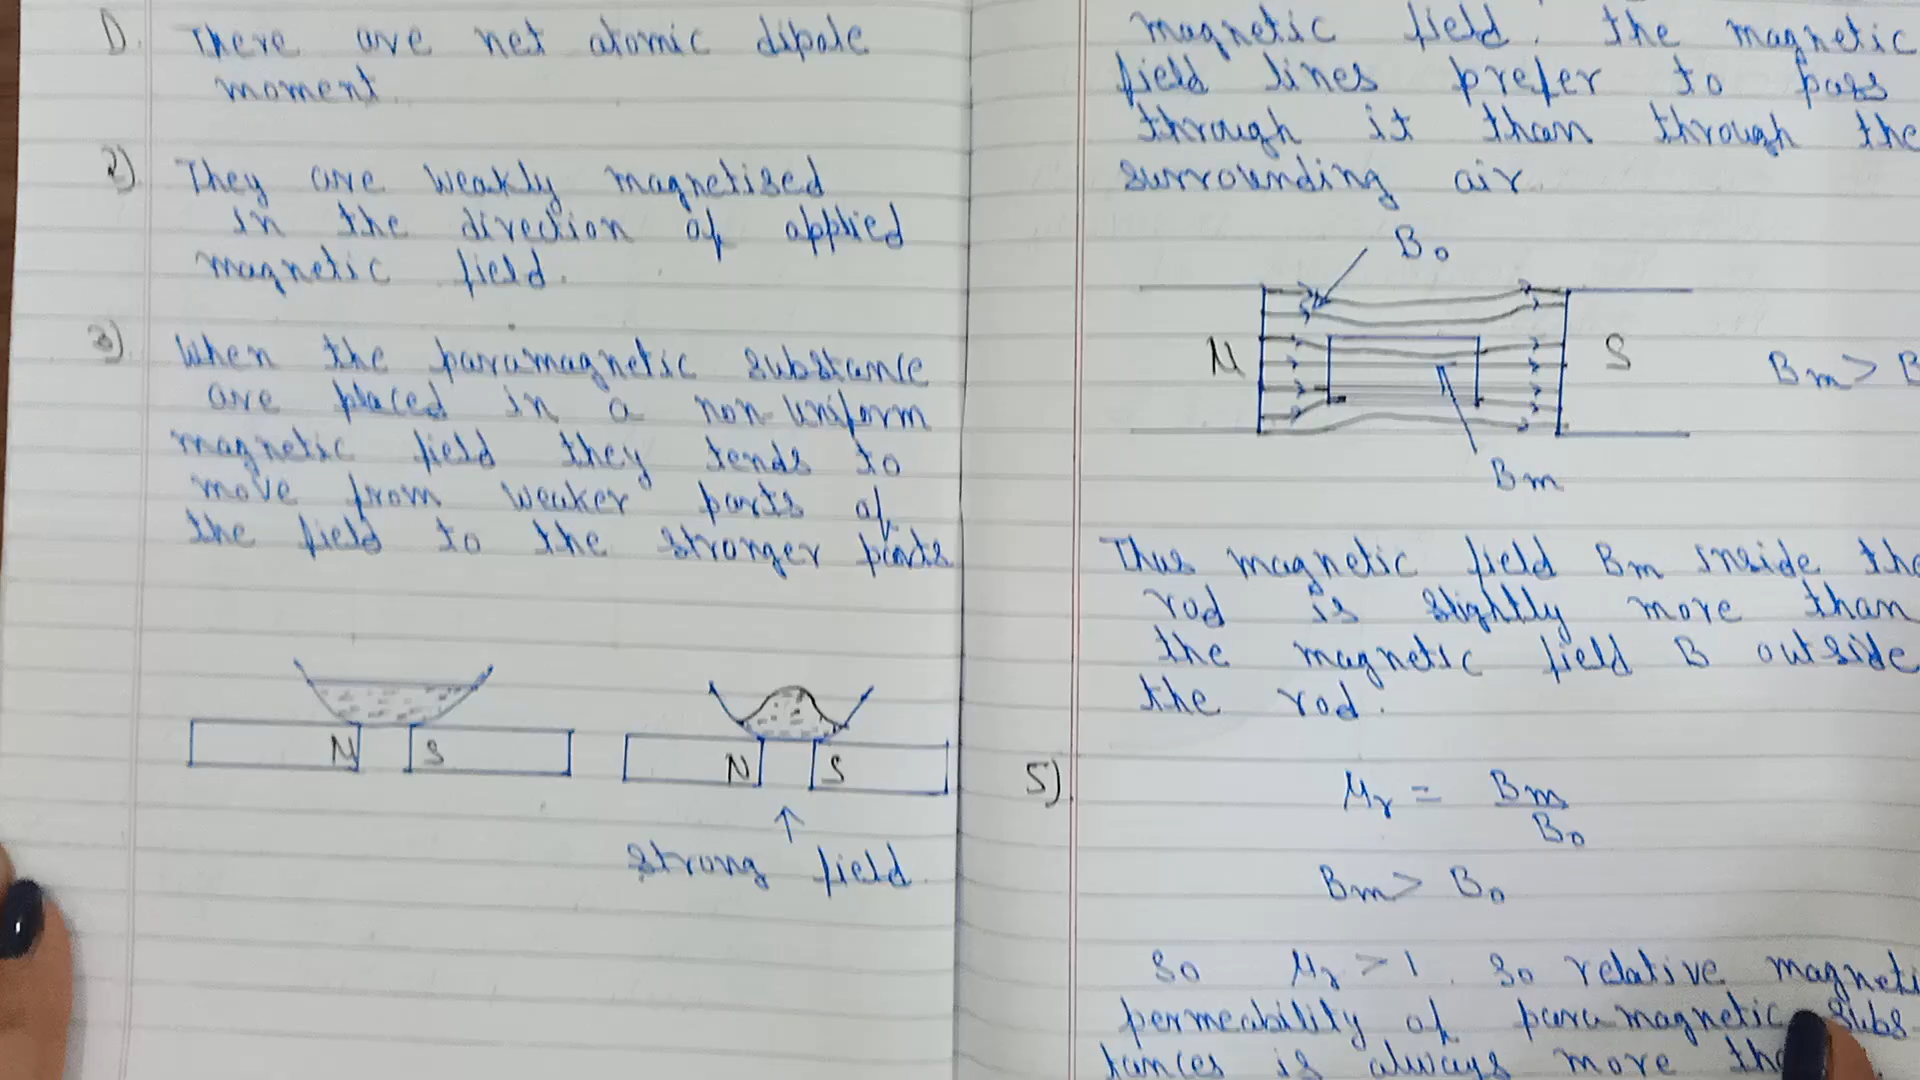 1). There are net atomic dipole
moment.
2) They are weakly magnetised
in the direction of applied
magnetic field.
3) When the paramagnetic substance
are placed in a non-uniform
magnetic field they tends to
move from weaker parts of
the field to the stronger parts
N S
N S
↑
strong field.
magnetic field. The magnetic
field lines prefer to pass
through it than through the
surrounding air.
B₀
N S Bm > B
Bm
Thus magnetic field Bm inside the
rod is slightly more than
the magnetic field B outside
the rod.
5) μr = Bm
B₀
Bm > B₀
So μr > 1. So relative magneti
permeability of paramagnetic subs
tances is always more tha